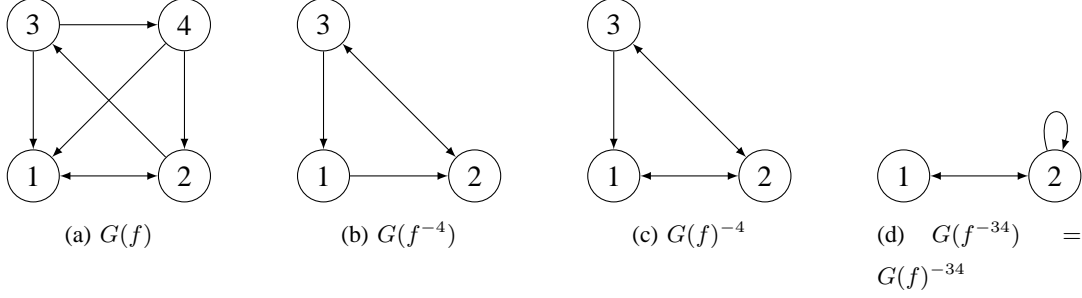 3 4
1 2
(a) $G(f)$
3
1 2
(b) $G(f^{-4})$
3
1 2
(c) $G(f)^{-4}$
1 2
(d) $G(f^{-34})$ =
$G(f)^{-34}$